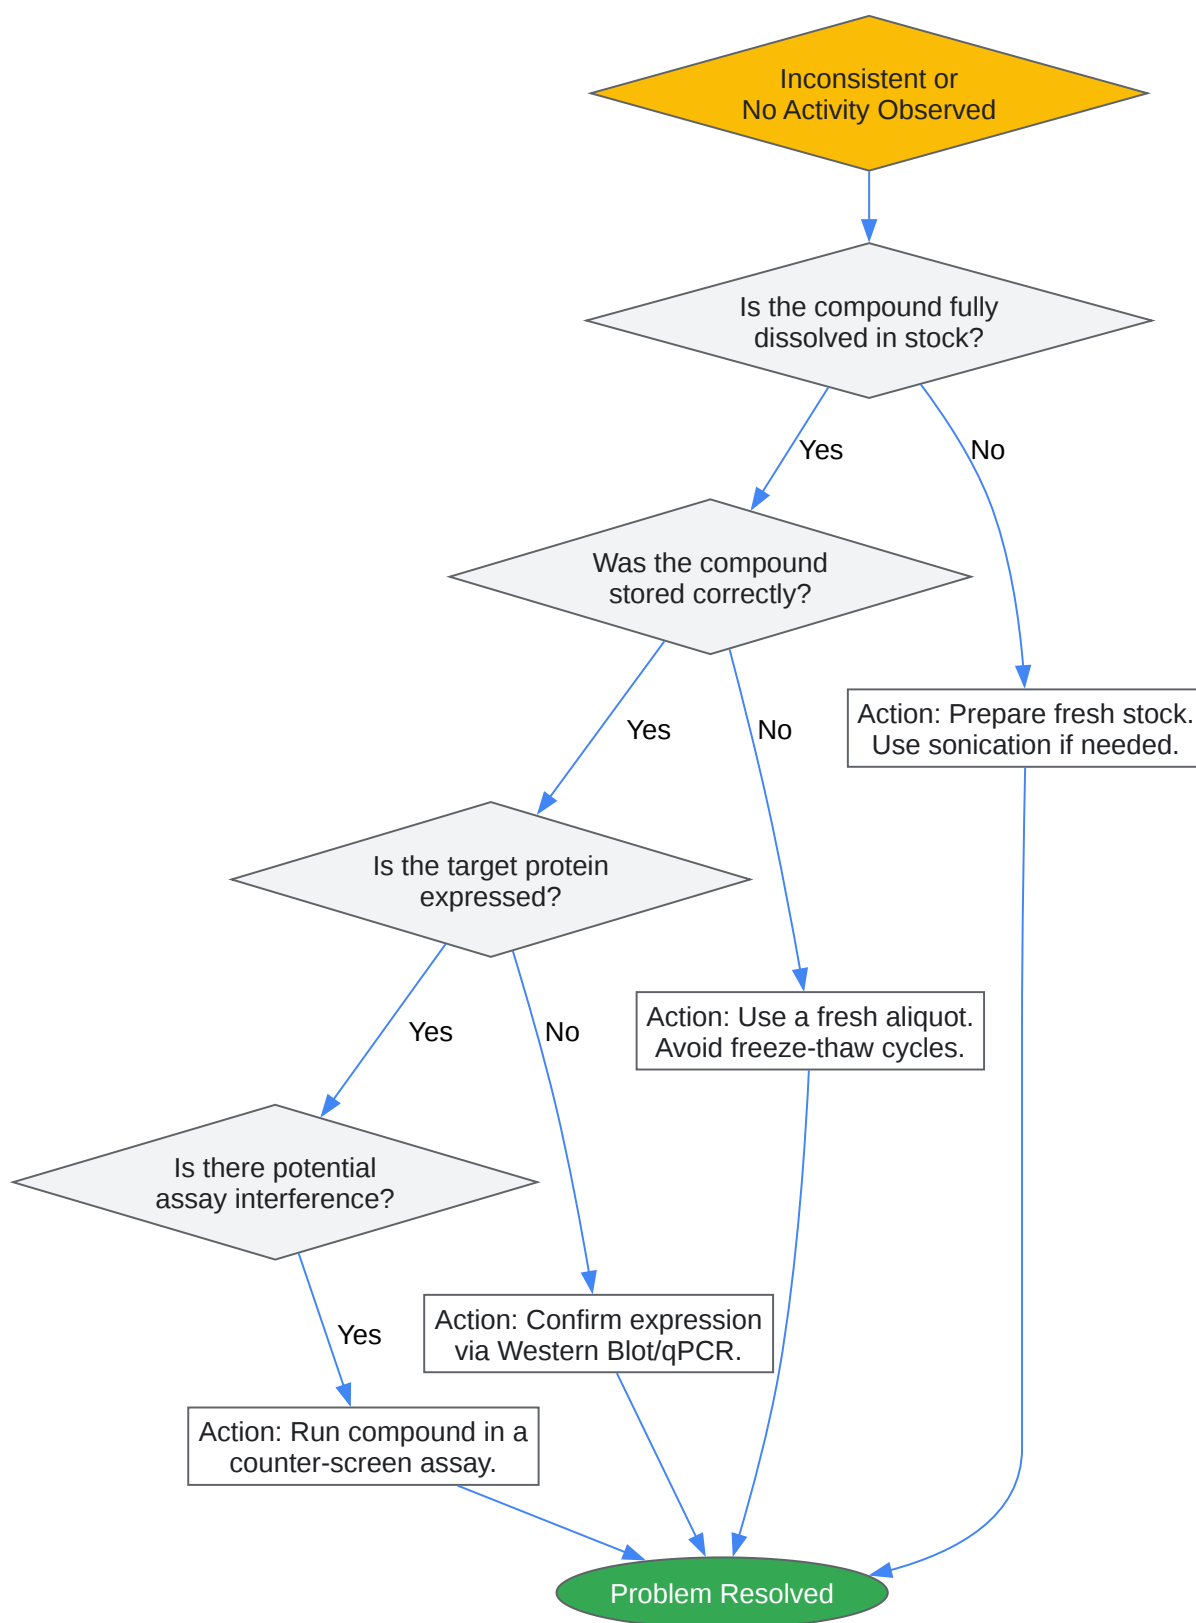 Inconsistent or
No Activity Observed
Is the compound fully
dissolved in stock?
Yes
No
Was the compound
stored correctly?
Action: Prepare fresh stock.
Use sonication if needed.
Yes
No
Is the target protein
expressed?
Action: Use a fresh aliquot.
Avoid freeze-thaw cycles.
Yes
No
Is there potential
assay interference?
Action: Confirm expression
via Western Blot/qPCR.
Yes
Action: Run compound in a
counter-screen assay.
Problem Resolved